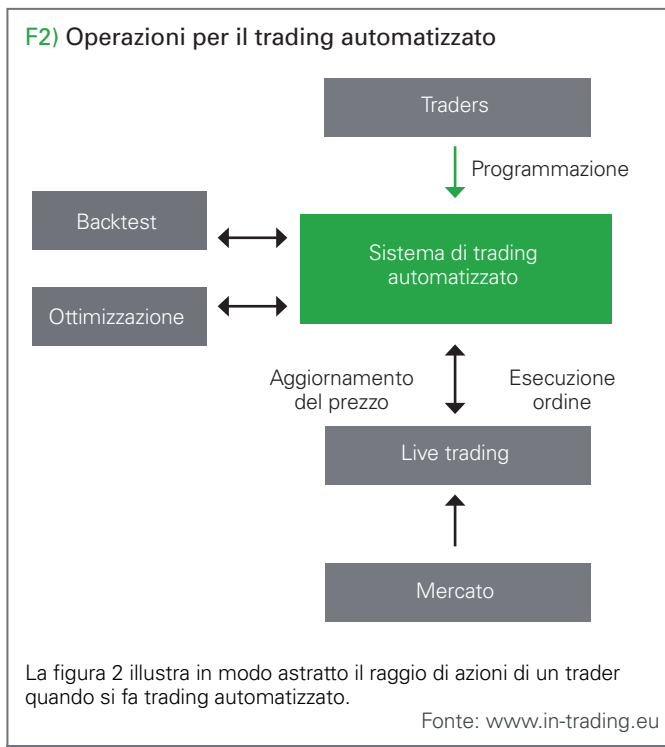 F2) Operazioni per il trading automatizzato
Traders
Programmazione
Backtest
Sistema di trading
automatizzato
Ottimizzazione
Aggiornamento
del prezzo
Esecuzione
ordine
Live trading
Mercato
La figura 2 illustra in modo astratto il raggio di azioni di un trader
quando si fa trading automatizzato.
Fonte: www.in-trading.eu